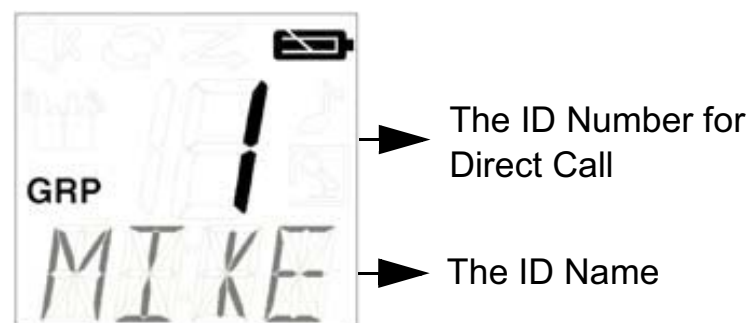 1
The ID Number for
Direct Call
GRP
MIKE
The ID Name